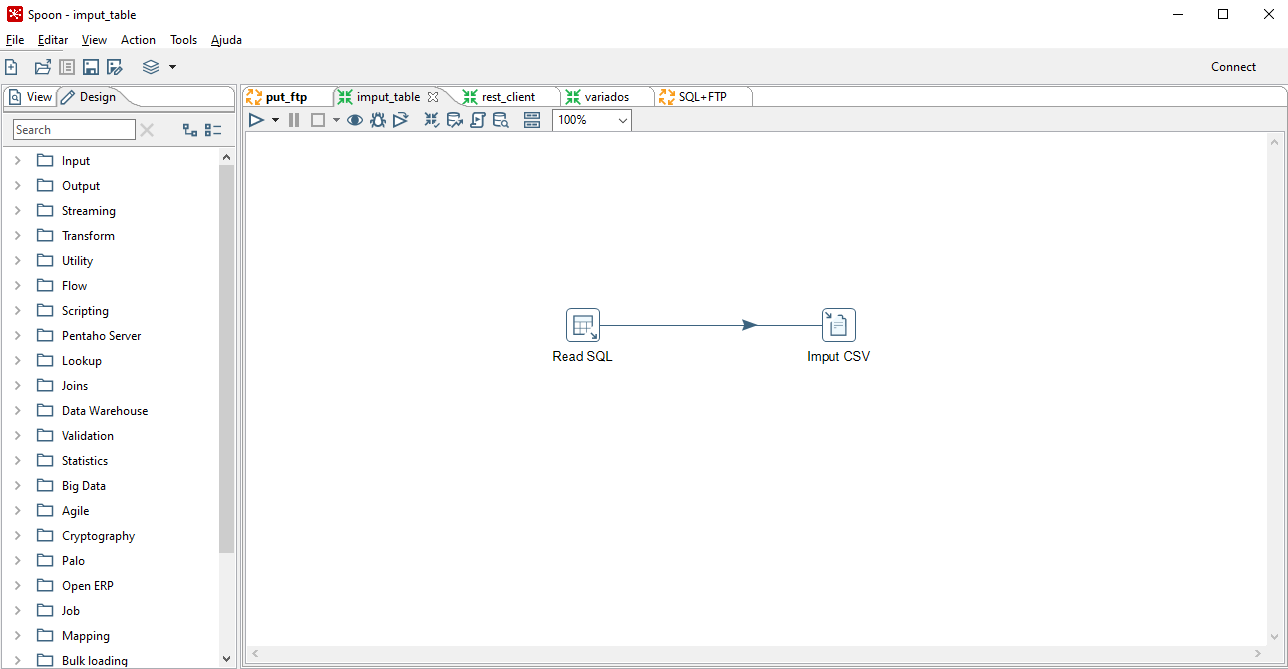 Spoon - imput_table
File Editar View Action Tools Ajuda
Connect
View Design
put_ftp imput_table rest_client variados SQL+FTP
100%
Search
Input
Output
Streaming
Transform
Utility
Flow
Scripting
Pentaho Server
Lookup
Joins
Data Warehouse
Validation
Statistics
Big Data
Agile
Cryptography
Palo
Open ERP
Job
Mapping
Bulk loading
Read SQL
Imput CSV